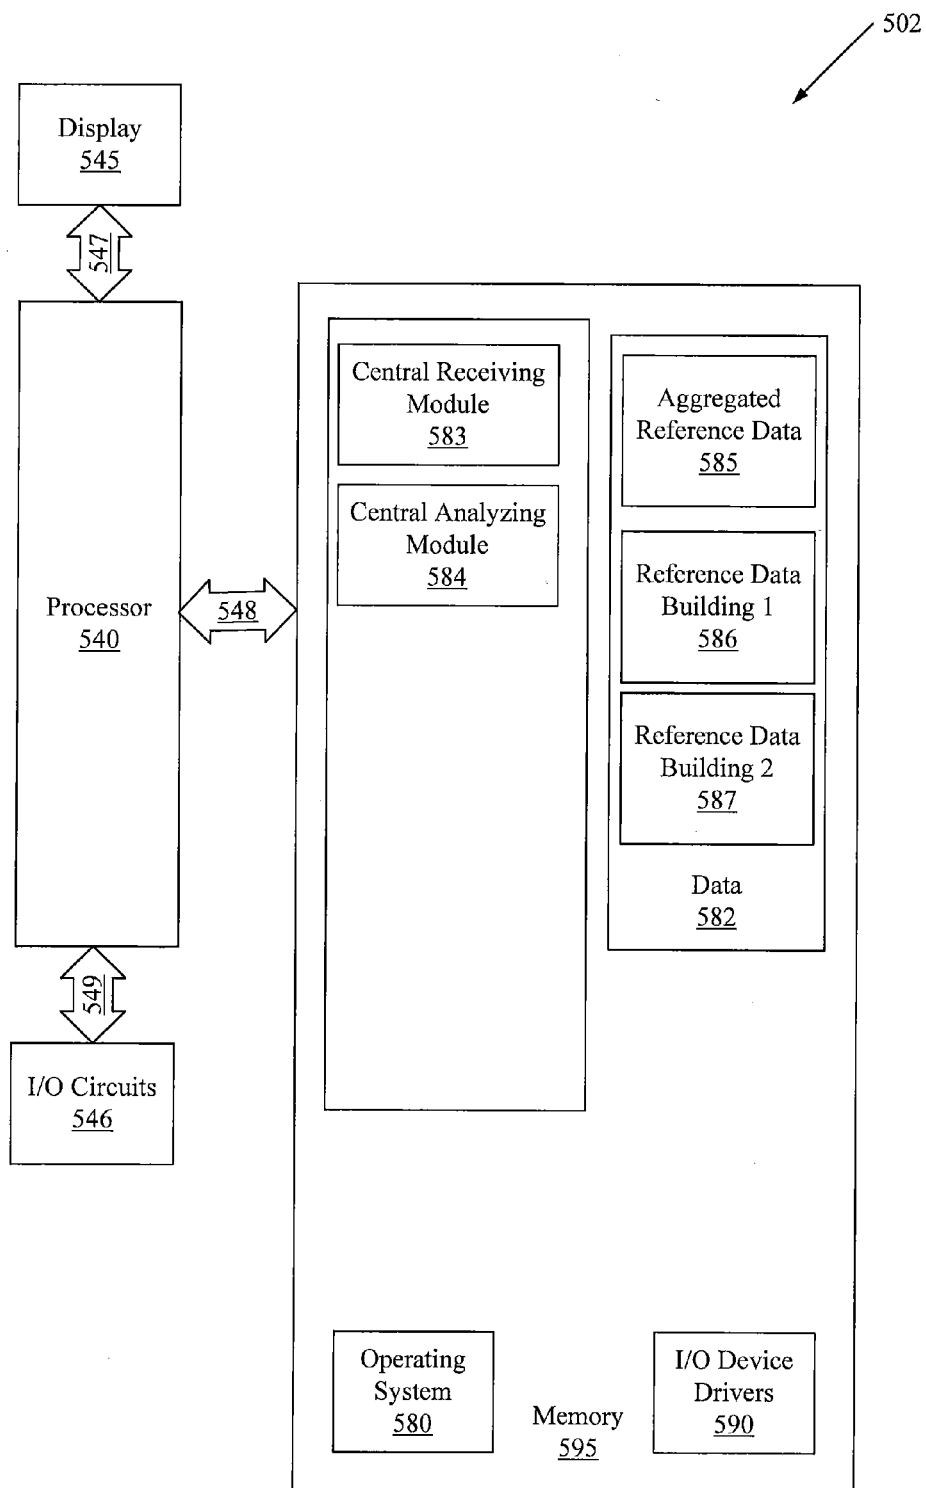 502
Display
545
547
Processor
540
548
549
I/O Circuits
546
Central Receiving
Module
583
Central Analyzing
Module
584
Aggregated
Reference Data
585
Reference Data
Building 1
586
Reference Data
Building 2
587
Data
582
Operating
System
580
Memory
595
I/O Device
Drivers
590